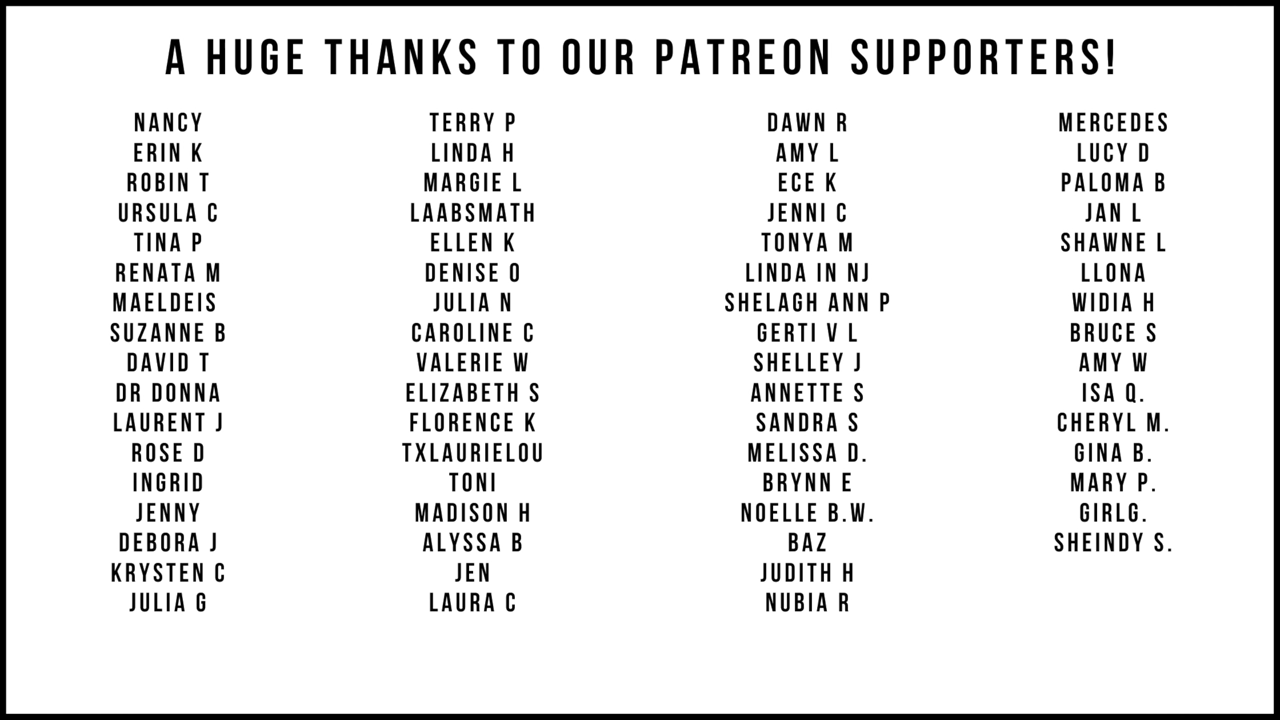 A HUGE THANKS TO OUR PATREON SUPPORTERS!
NANCY
ERIN K
ROBIN T
URSULA C
TINA P
RENATA M
MAELDEIS
SUZANNE B
DAVID T
DR DONNA
LAURENT J
ROSE D
INGRID
JENNY
DEBORA J
KRYSTEN C
JULIA G
TERRY P
LINDA H
MARGIE L
LAABSMATH
ELLEN K
DENISE O
JULIA N
CAROLINE C
VALERIE W
ELIZABETH S
FLORENCE K
TXLAURIELOU
TONI
MADISON H
ALYSSA B
JEN
LAURA C
DAWN R
AMY L
ECE K
JENNI C
TONYA M
LINDA IN NJ
SHELAGH ANN P
GERTI V L
SHELLEY J
ANNETTE S
SANDRA S
MELISSA D.
BRYNN E
NOELLE B.W.
BAZ
JUDITH H
NUBIA R
MERCEDES
LUCY D
PALOMA B
JAN L
SHAWNE L
LLONA
WIDIA H
BRUCE S
AMY W
ISA Q.
CHERYL M.
GINA B.
MARY P.
GIRLG.
SHEINDY S.